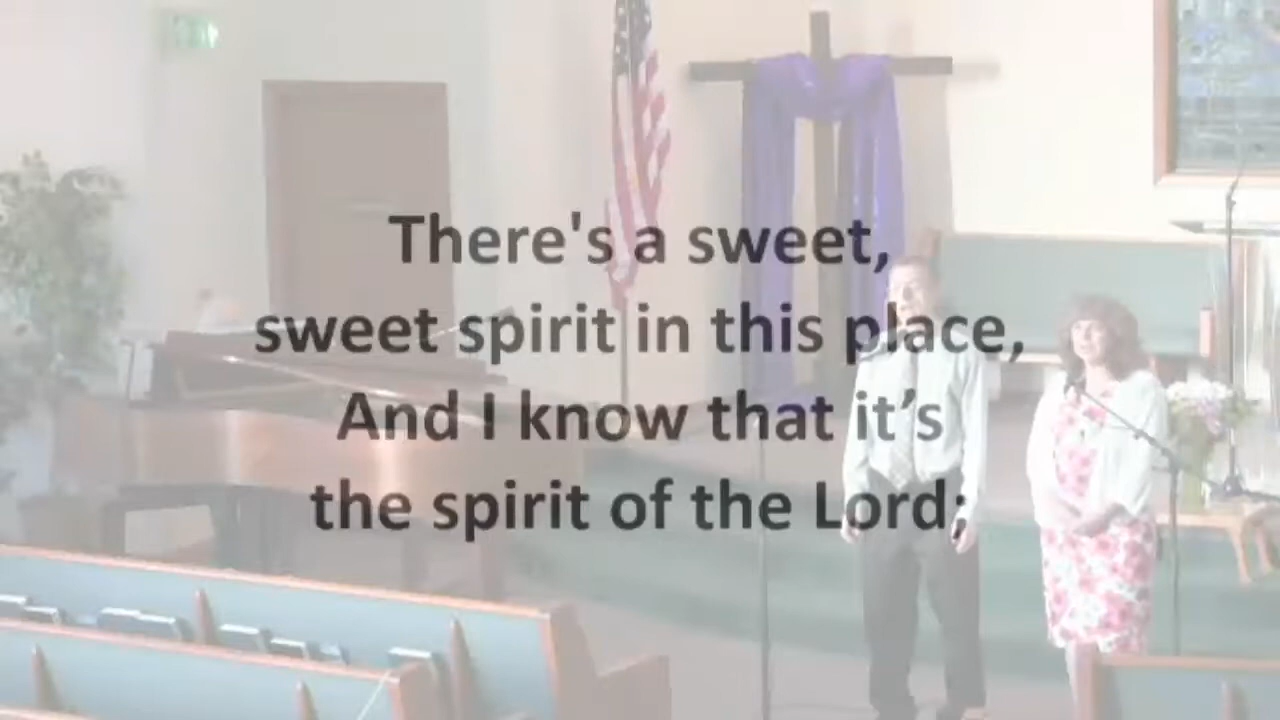 There's a sweet,
sweet spirit in this place,
And I know that it’s
the spirit of the Lord;